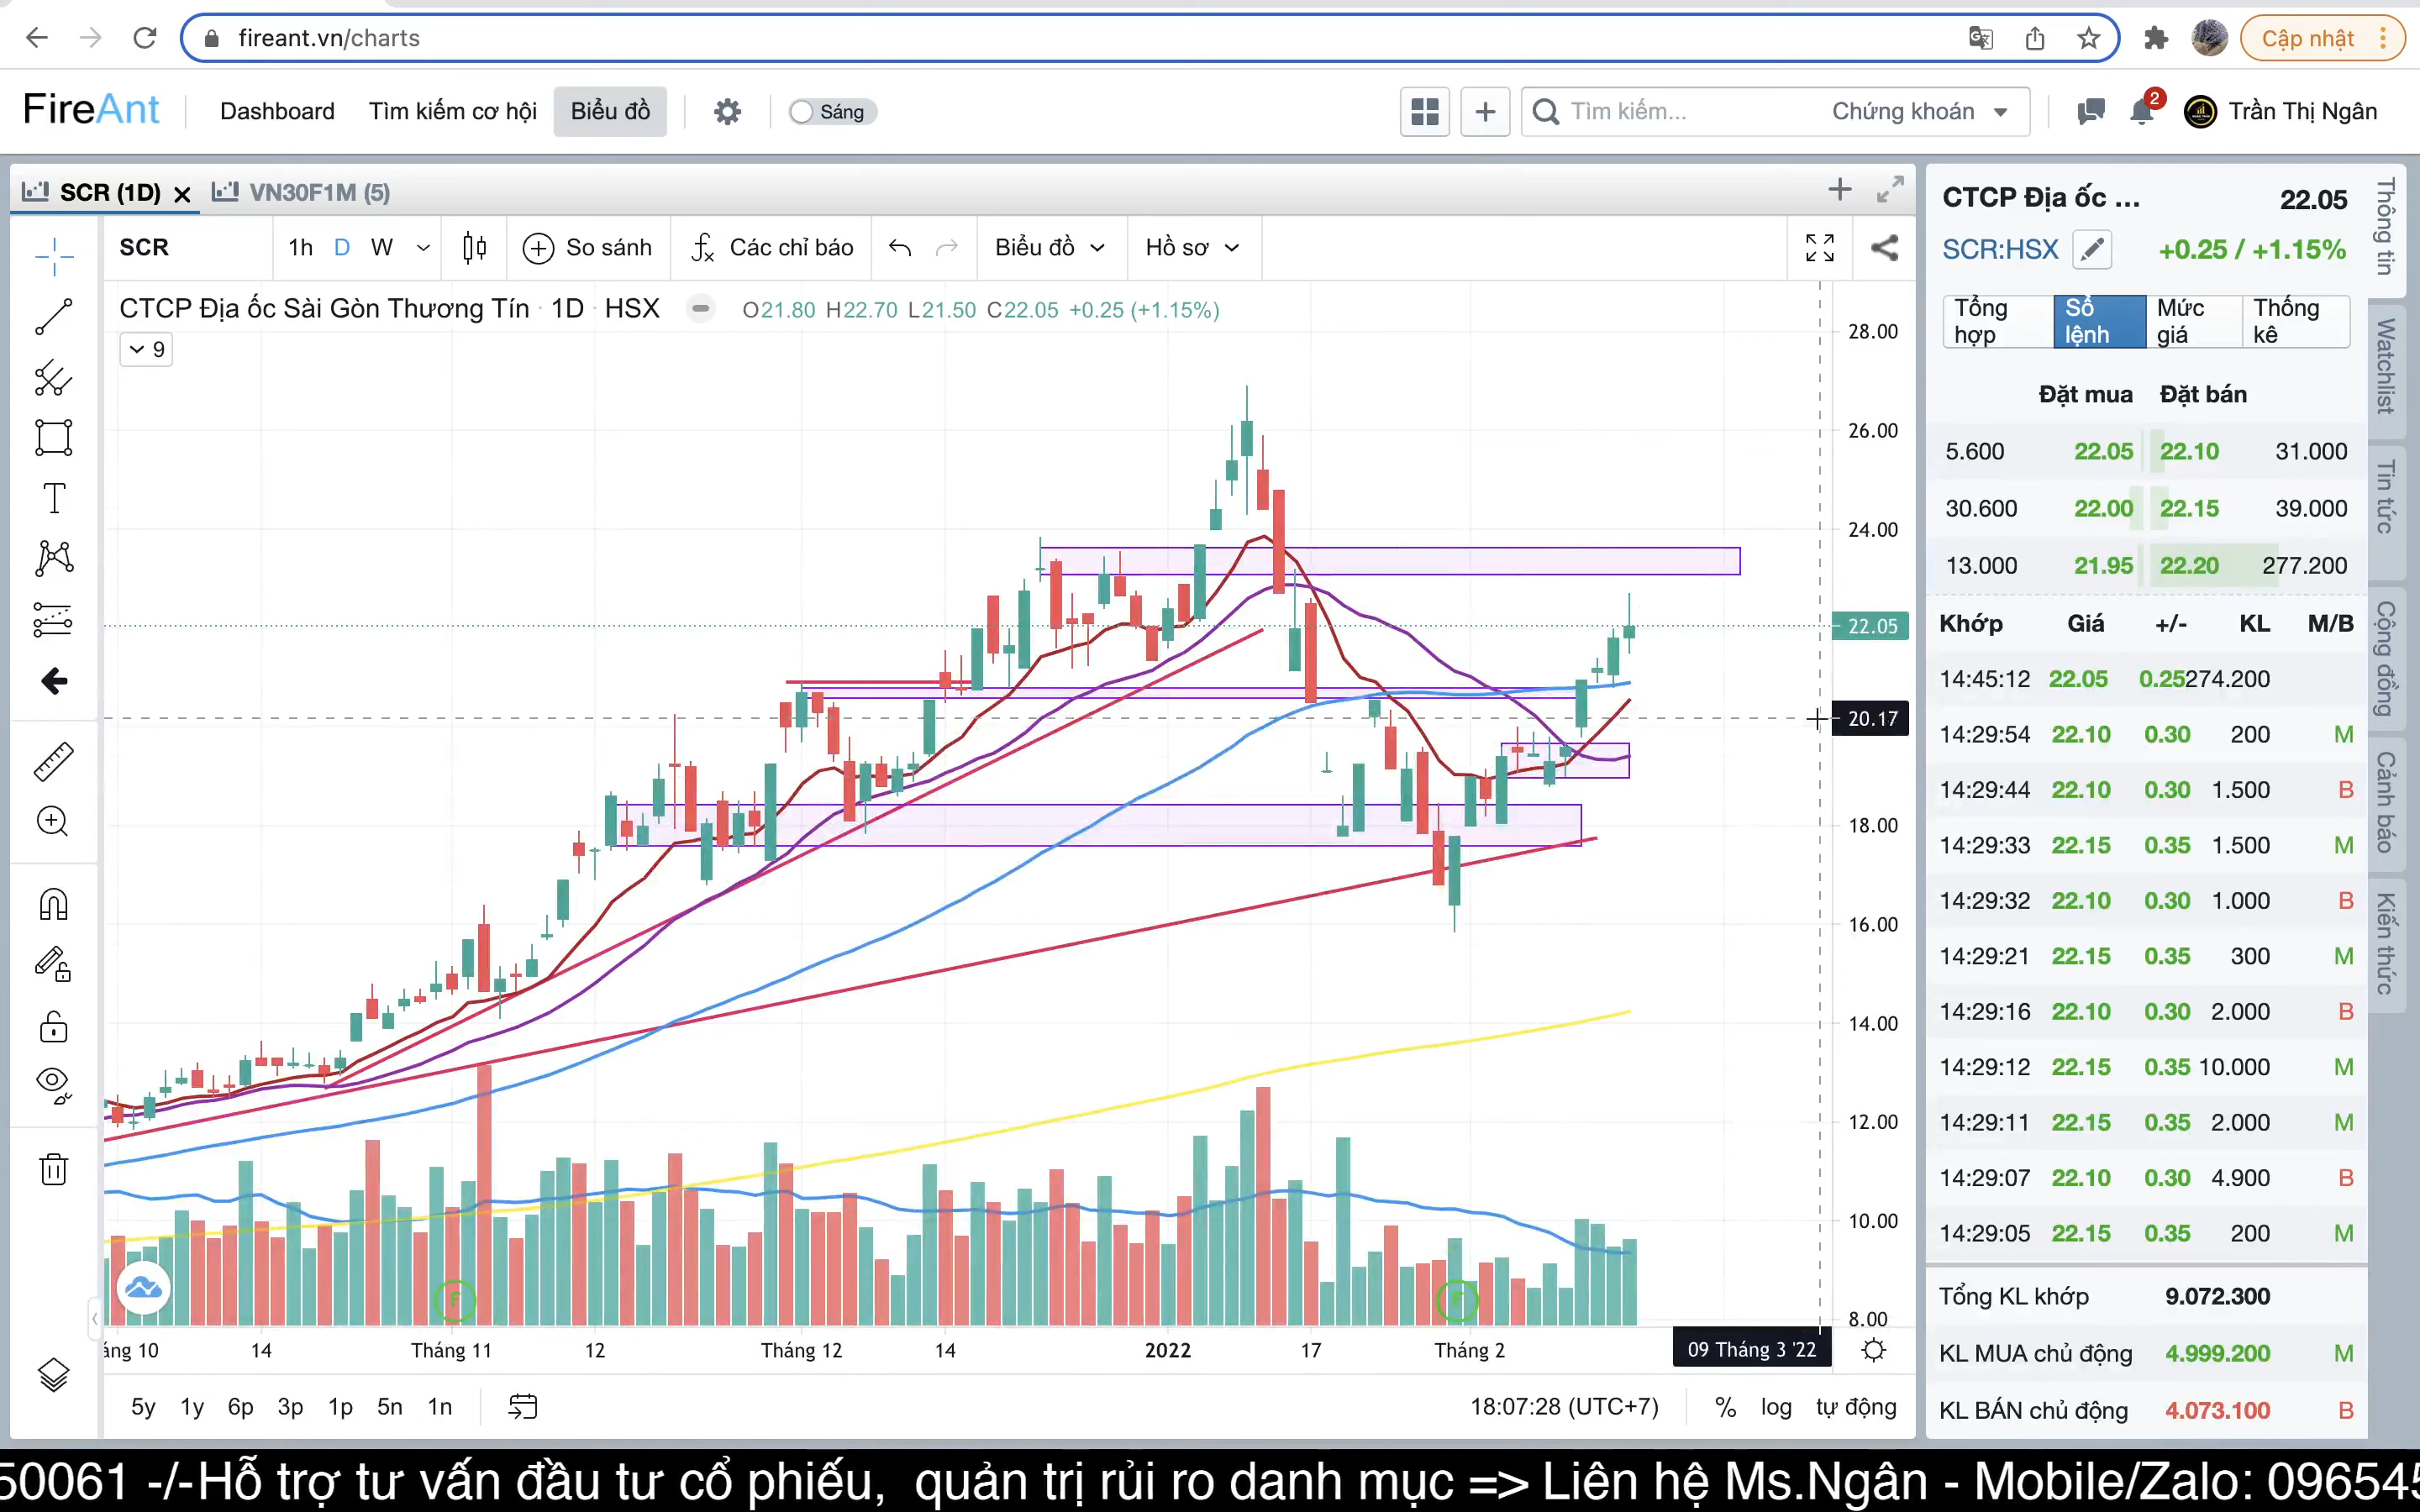 fireant.vn/charts
Cập nhật
FireAnt
Dashboard
Tìm kiếm cơ hội
Biểu đồ
Sáng
Tìm kiếm...
Chứng khoán
2
Trần Thị Ngân
SCR (1D)
VN30F1M (5)
SCR
1h D W
So sánh
Các chỉ báo
Biểu đồ
Hồ sơ
CTCP Địa ốc Sài Gòn Thương Tín · 1D · HSX
O21.80 H22.70 L21.50 C22.05 +0.25 (+1.15%)
9
28.00
26.00
24.00
22.05
20.17
18.00
16.00
14.00
12.00
10.00
8.00
F
F
áng 10
14
Tháng 11
12
Tháng 12
14
2022
17
Tháng 2
09 Tháng 3 '22
5y 1y 6p 3p 1p 5n 1n
18:07:28 (UTC+7)
% log tự động
CTCP Địa ốc ... 22.05
SCR:HSX +0.25 / +1.15%
Tổng hợp
Sổ lệnh
Mức giá
Thống kê
Đặt mua Đặt bán
5.600 22.05 22.10 31.000
30.600 22.00 22.15 39.000
13.000 21.95 22.20 277.200
Khớp Giá +/- KL M/B
14:45:12 22.05 0.25 274.200
14:29:54 22.10 0.30 200 M
14:29:44 22.10 0.30 1.500 B
14:29:33 22.15 0.35 1.500 M
14:29:32 22.10 0.30 1.000 B
14:29:21 22.15 0.35 300 M
14:29:16 22.10 0.30 2.000 B
14:29:12 22.15 0.35 10.000 M
14:29:11 22.15 0.35 2.000 M
14:29:07 22.10 0.30 4.900 B
14:29:05 22.15 0.35 200 M
Tổng KL khớp 9.072.300
KL MUA chủ động 4.999.200 M
KL BÁN chủ động 4.073.100 B
Thông tin
Watchlist
Tin tức
Cộng đồng
Cảnh báo
Kiến thức
50061 -/-Hỗ trợ tư vấn đầu tư cổ phiếu, quản trị rủi ro danh mục => Liên hệ Ms.Ngân - Mobile/Zalo: 096545